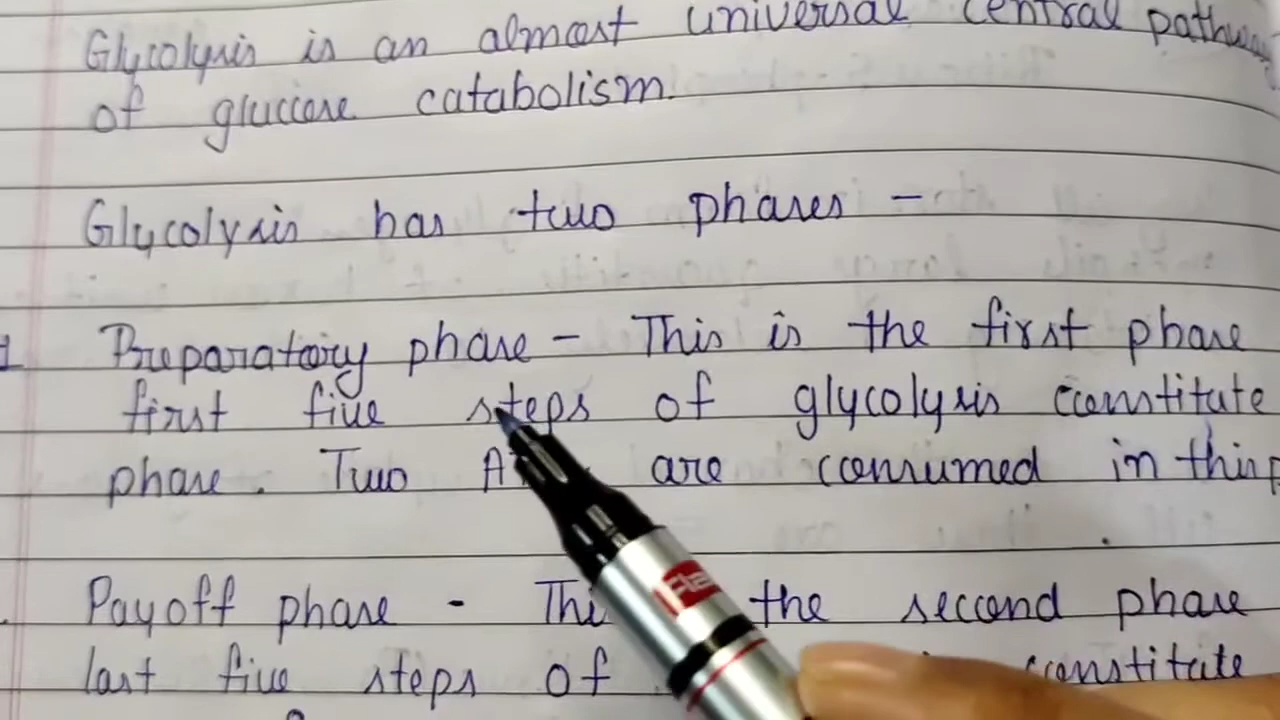 Glycolysis is an almost universal central pathway
of glucose catabolism.
Glycolysis has two phases -
1 Preparatory phase - This is the first phase
first five steps of glycolysis constitute
phase. Two are consumed in this
Payoff phase - the second phase
last five steps of constitute